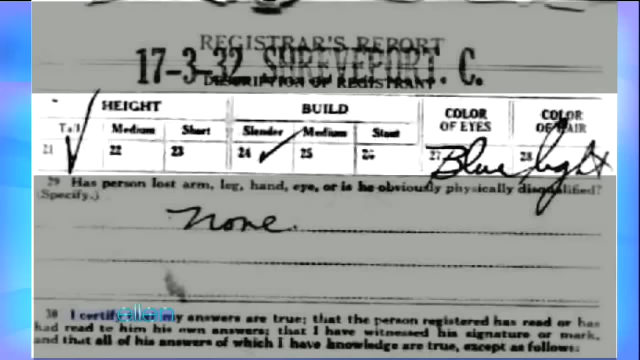 REGISTRAR'S REPORT
17-3-32 SHREVEPORT. C.
DESCRIPTION OF REGISTRANT
HEIGHT BUILD COLOR OF EYES COLOR OF HAIR
Tall Medium Short Slender Medium Stout
21 22 23 24 25 26 27 Blue 28 light
29 Has person lost arm, leg, hand, eye, or is he obviously physically disqualified?
(Specify.)
none.
30 I certify my answers are true; that the person registered has read or has
had read to him his own answers; that I have witnessed his signature or mark,
and that all of his answers of which I have knowledge are true, except as follows:
ellen